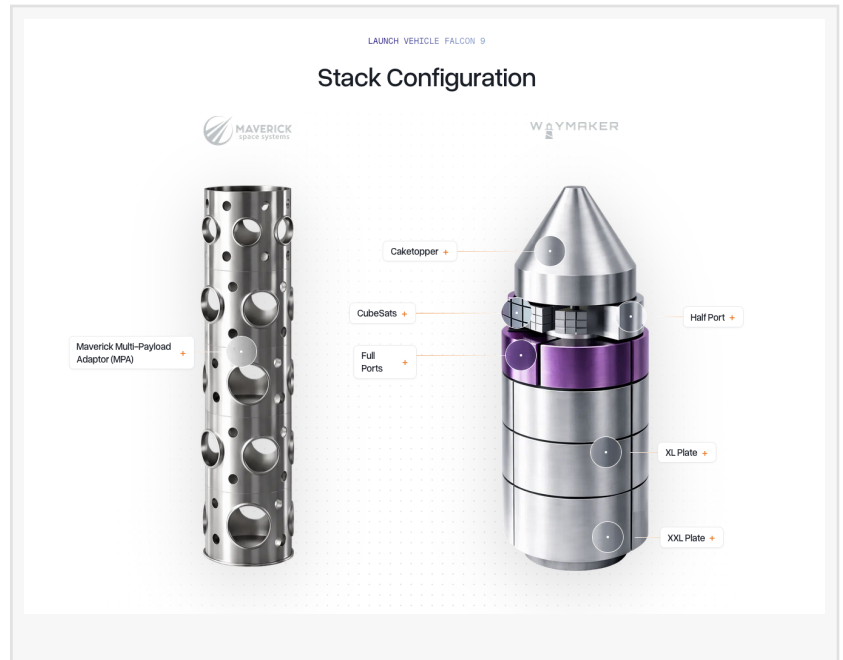 LAUNCH VEHICLE FALCON 9
Stack Configuration
MAVERICK
space systems
WAYMAKER
Caketopper +
CubeSats +
Half Port +
Maverick Multi-Payload
Adaptor (MPA) +
Full
Ports +
XL Plate +
XXL Plate +